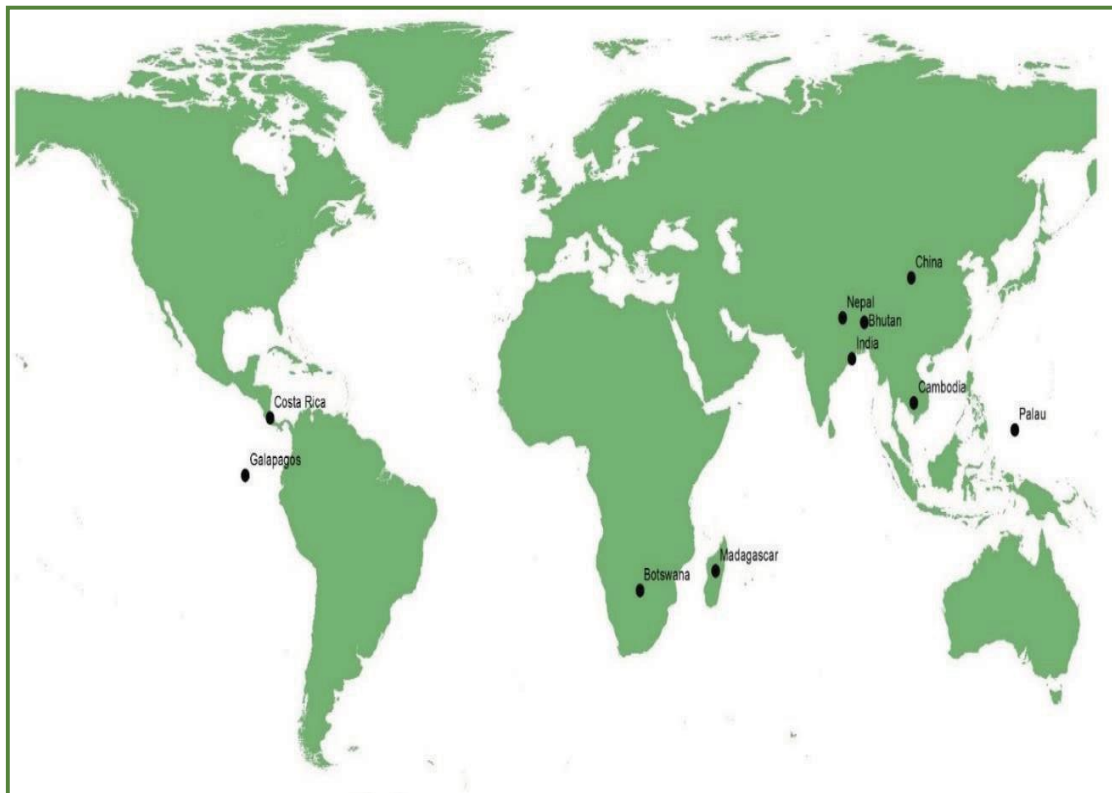 China
Nepal
Bhutan
India
Cambodia
Costa Rica
Palau
Galapagos
Madagascar
Botswana